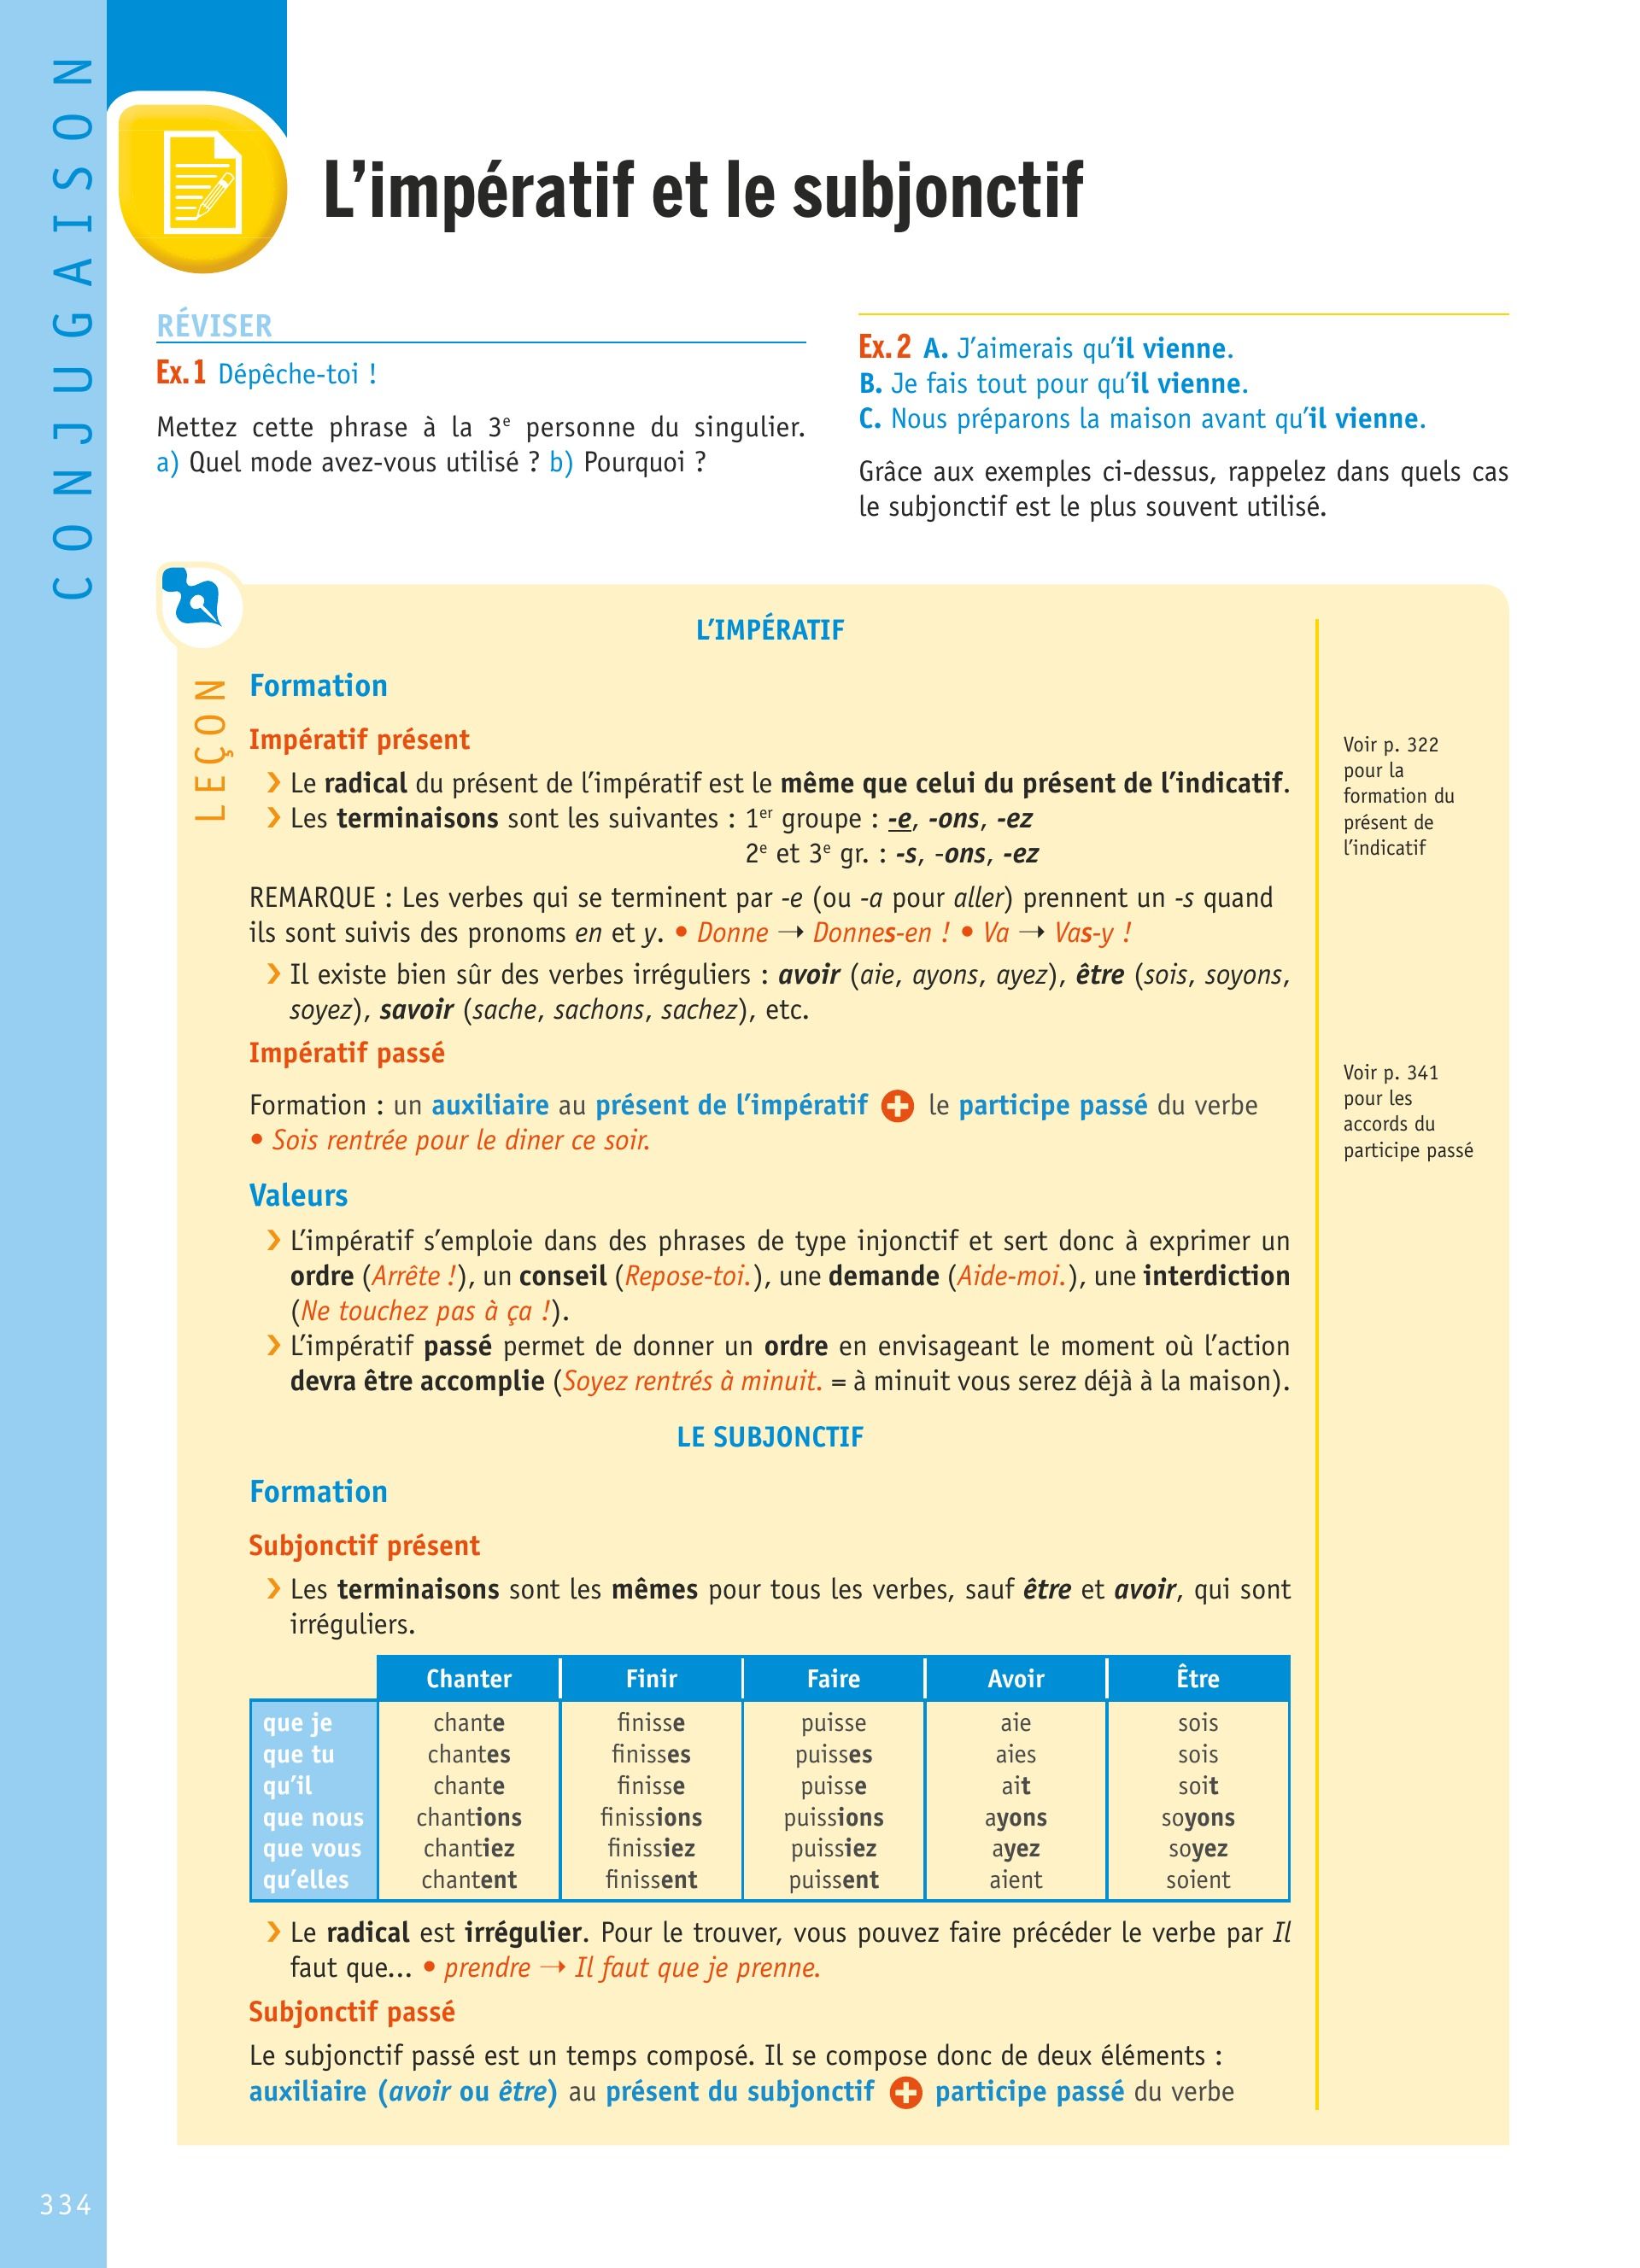 CONJUGAISON
L'impératif et le subjonctif
RÉVISER
Ex.1 Dépêche-toi !
Mettez cette phrase à la 3e personne du singulier.
a) Quel mode avez-vous utilisé ? b) Pourquoi ?
Ex.2 A. J'aimerais qu'il vienne.
B. Je fais tout pour qu'il vienne.
C. Nous préparons la maison avant qu'il vienne.
Grâce aux exemples ci-dessus, rappelez dans quels cas
le subjonctif est le plus souvent utilisé.
LEÇON
L'IMPÉRATIF
Formation
Impératif présent
› Le radical du présent de l'impératif est le même que celui du présent de l'indicatif.
› Les terminaisons sont les suivantes : 1er groupe : -e, -ons, -ez
2e et 3e gr. : -s, -ons, -ez
REMARQUE : Les verbes qui se terminent par -e (ou -a pour aller) prennent un -s quand
ils sont suivis des pronoms en et y. • Donne → Donnes-en ! • Va → Vas-y !
› Il existe bien sûr des verbes irréguliers : avoir (aie, ayons, ayez), être (sois, soyons,
soyez), savoir (sache, sachons, sachez), etc.
Voir p. 322
pour la
formation du
présent de
l'indicatif
Impératif passé
Formation : un auxiliaire au présent de l'impératif + le participe passé du verbe
• Sois rentrée pour le diner ce soir.
Voir p. 341
pour les
accords du
participe passé
Valeurs
› L'impératif s'emploie dans des phrases de type injonctif et sert donc à exprimer un
ordre (Arrête !), un conseil (Repose-toi.), une demande (Aide-moi.), une interdiction
(Ne touchez pas à ça !).
› L'impératif passé permet de donner un ordre en envisageant le moment où l'action
devra être accomplie (Soyez rentrés à minuit. = à minuit vous serez déjà à la maison).
LE SUBJONCTIF
Formation
Subjonctif présent
› Les terminaisons sont les mêmes pour tous les verbes, sauf être et avoir, qui sont
irréguliers.
Chanter Finir Faire Avoir Être
que je chante finisse puisse aie sois
que tu chantes finisses puisses aies sois
qu'il chante finisse puisse ait soit
que nous chantions finissions puissions ayons soyons
que vous chantiez finissiez puissiez ayez soyez
qu'elles chantent finissent puissent aient soient
› Le radical est irrégulier. Pour le trouver, vous pouvez faire précéder le verbe par Il
faut que... • prendre → Il faut que je prenne.
Subjonctif passé
Le subjonctif passé est un temps composé. Il se compose donc de deux éléments :
auxiliaire (avoir ou être) au présent du subjonctif + participe passé du verbe
334